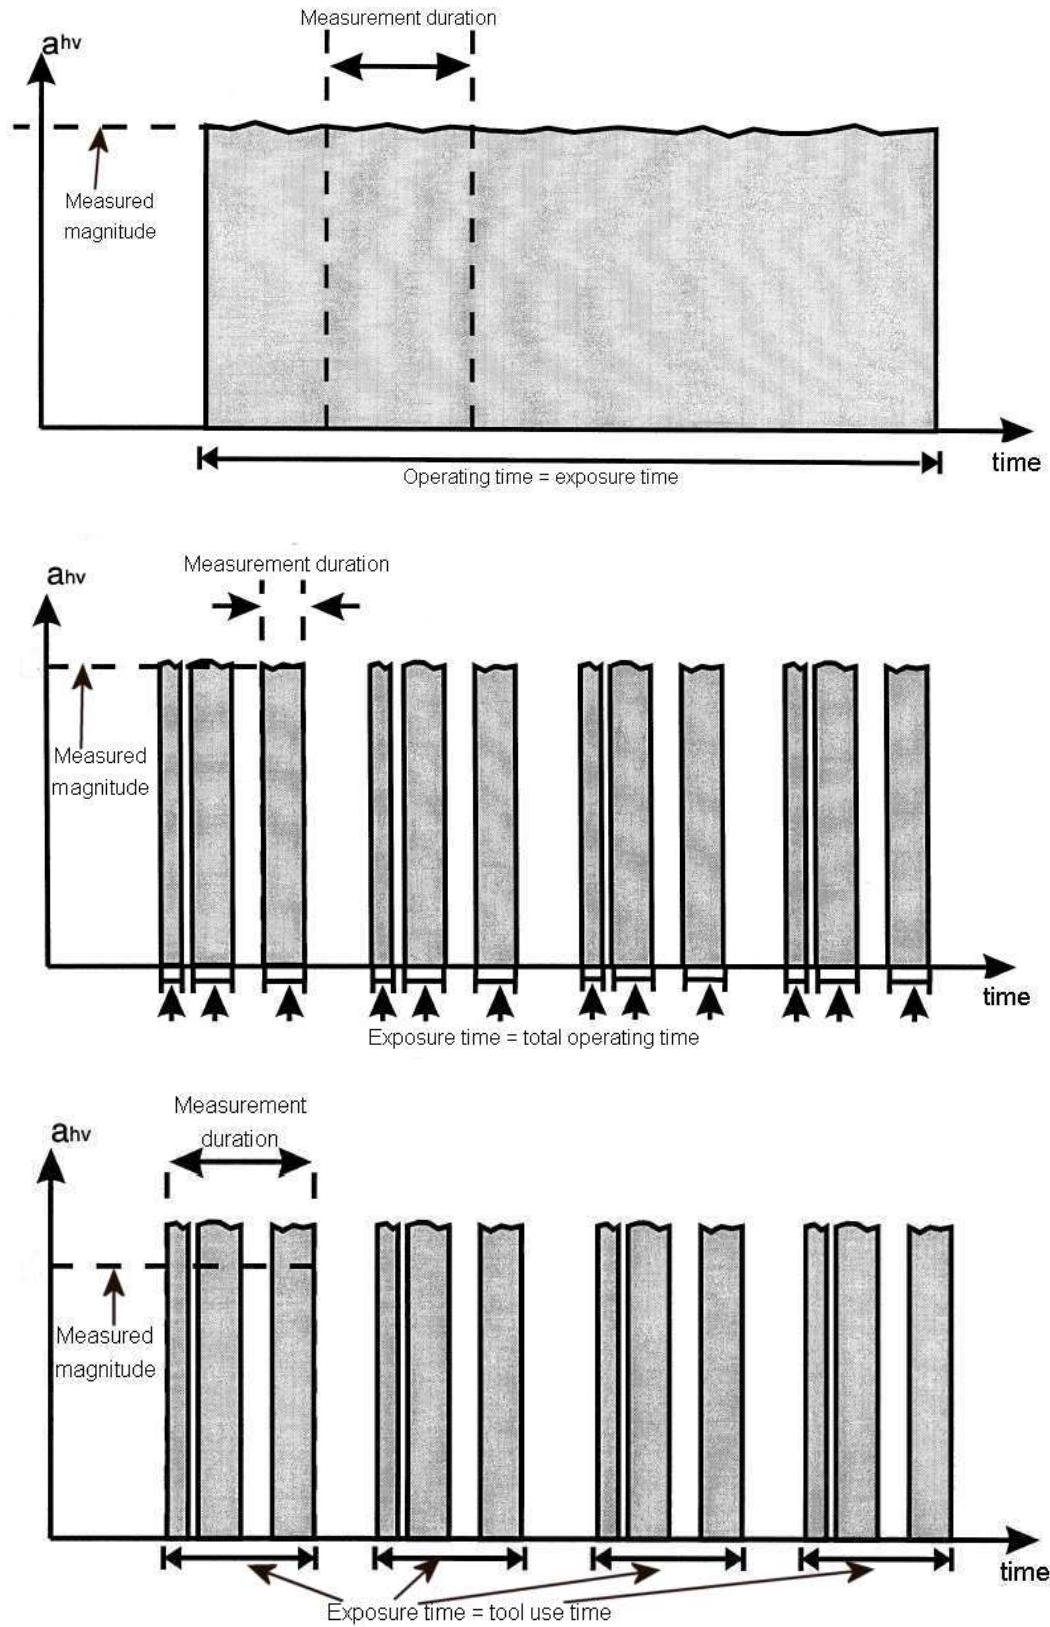 Measurement duration
ahv
Measured
magnitude
time
Operating time = exposure time
Measurement duration
ahv
Measured
magnitude
time
Exposure time = total operating time
Measurement
duration
ahv
Measured
magnitude
time
Exposure time = tool use time